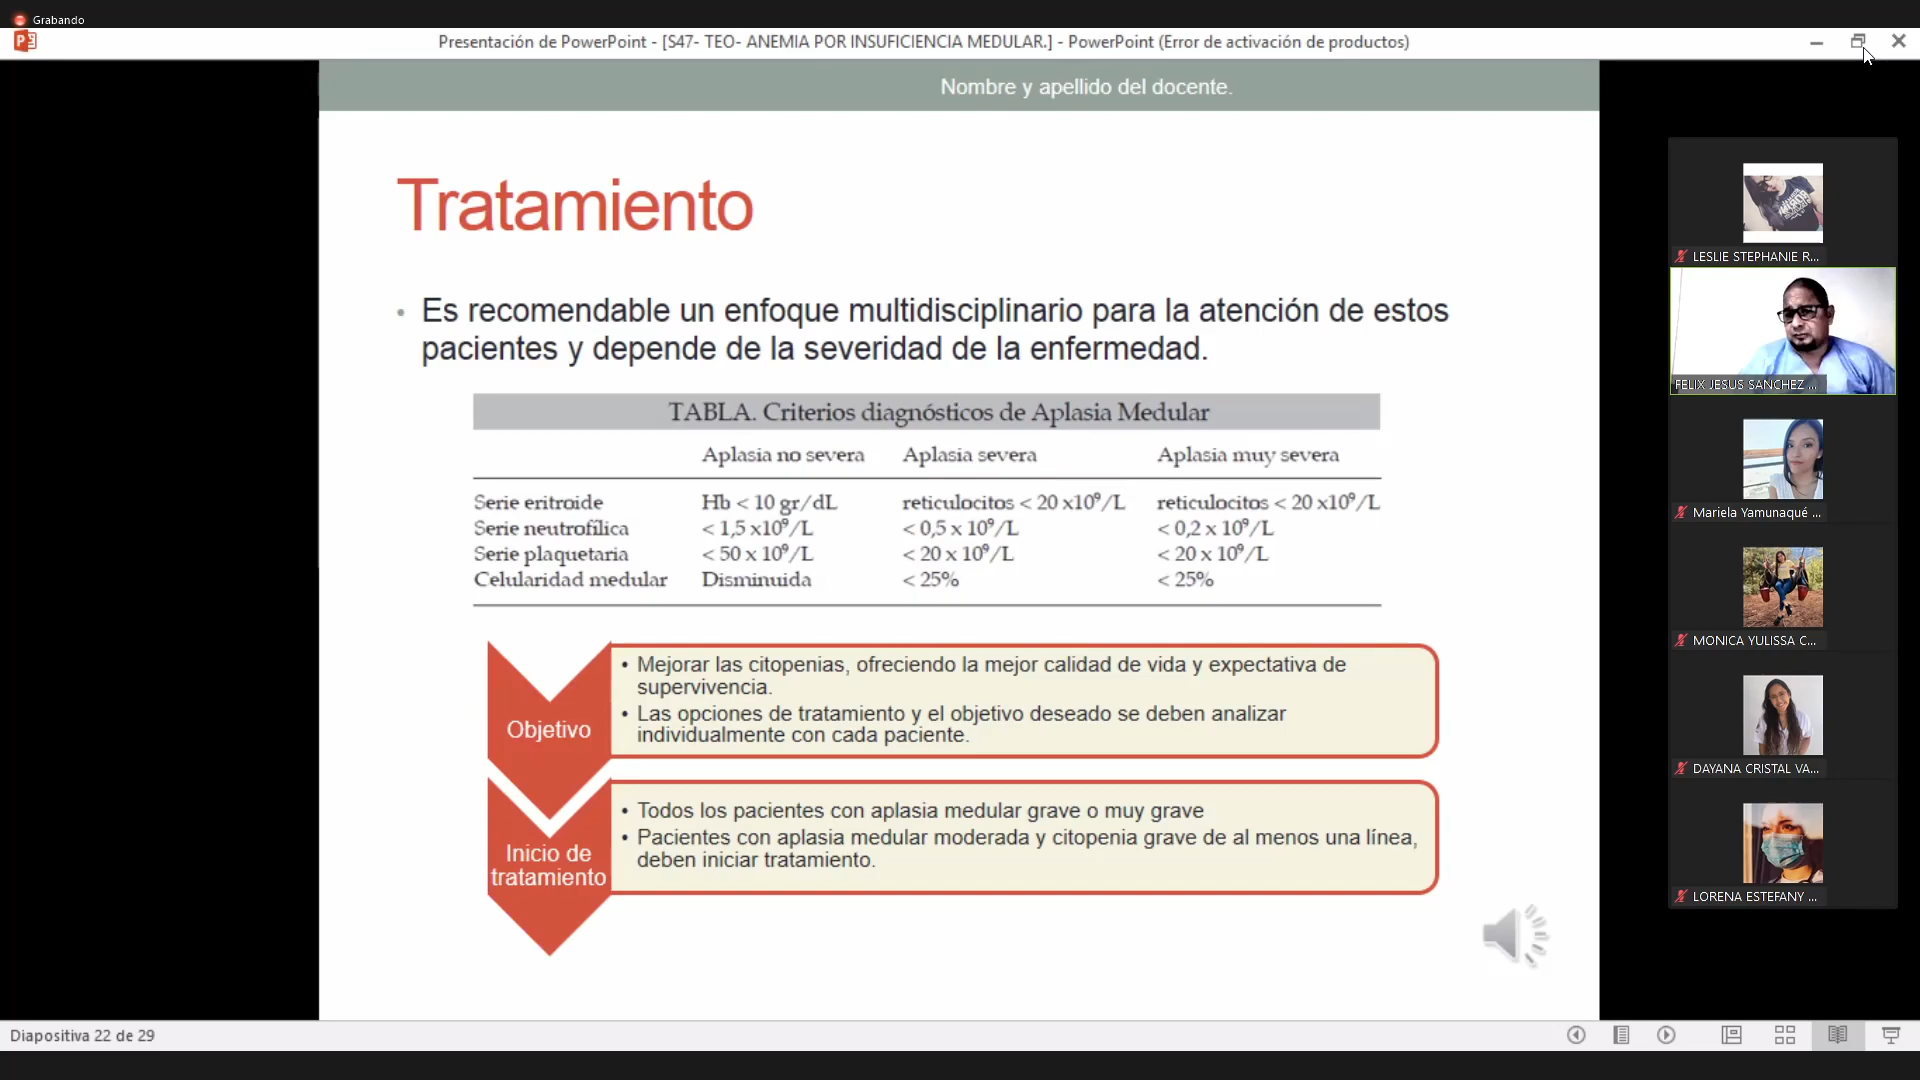 Grabando
Presentación de PowerPoint - [S47- TEO- ANEMIA POR INSUFICIENCIA MEDULAR.] - PowerPoint (Error de activación de productos)
Nombre y apellido del docente.
Tratamiento
• Es recomendable un enfoque multidisciplinario para la atención de estos
pacientes y depende de la severidad de la enfermedad.
TABLA. Criterios diagnósticos de Aplasia Medular
Aplasia no severa Aplasia severa Aplasia muy severa
Serie eritroide Hb < 10 gr/dL reticulocitos < 20 x10⁹/L reticulocitos < 20 x10⁹/L
Serie neutrofílica < 1,5 x10⁹/L < 0,5 x 10⁹/L < 0,2 x 10⁹/L
Serie plaquetaria < 50 x 10⁹/L < 20 x 10⁹/L < 20 x 10⁹/L
Celularidad medular Disminuida < 25% < 25%
Objetivo
• Mejorar las citopenias, ofreciendo la mejor calidad de vida y expectativa de
supervivencia.
• Las opciones de tratamiento y el objetivo deseado se deben analizar
individualmente con cada paciente.
Inicio de
tratamiento
• Todos los pacientes con aplasia medular grave o muy grave
• Pacientes con aplasia medular moderada y citopenia grave de al menos una línea,
deben iniciar tratamiento.
LESLIE STEPHANIE R...
FELIX JESUS SANCHEZ ...
Mariela Yamunaqué ...
MONICA YULISSA C...
DAYANA CRISTAL VA...
LORENA ESTEFANY ...
Diapositiva 22 de 29